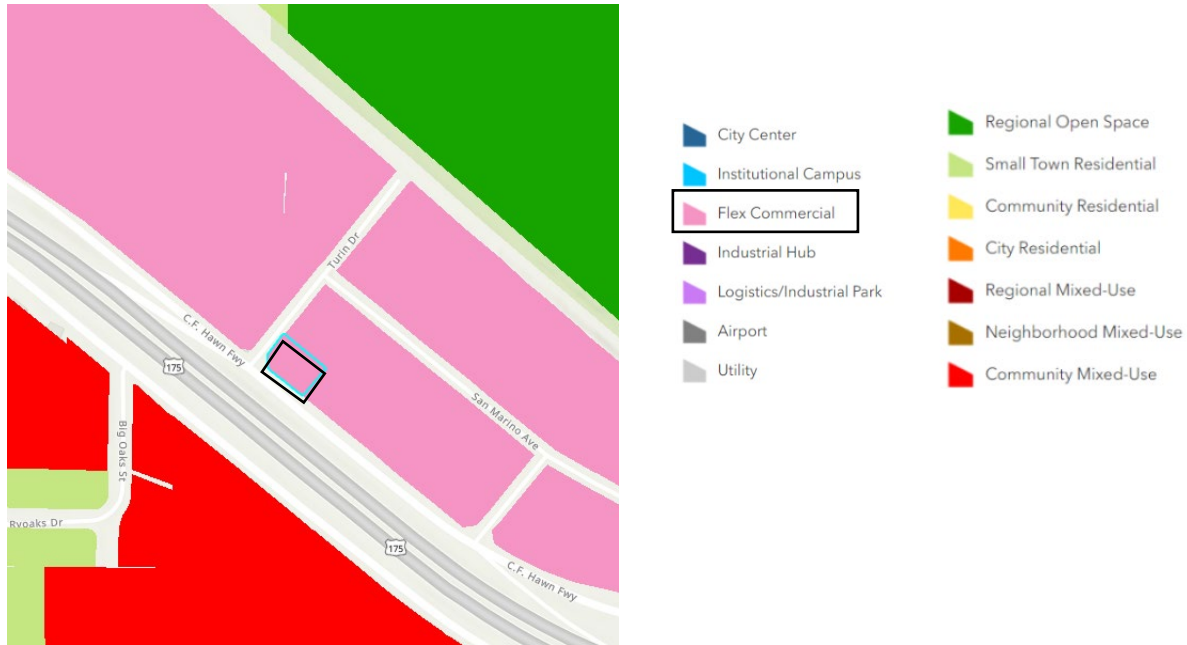 Turin Dr
C.F. Hawn Fwy
175
San Marino Ave
Big Oaks St
Ryoaks Dr
175
C.F. Hawn Fwy
City Center
Institutional Campus
Flex Commercial
Industrial Hub
Logistics/Industrial Park
Airport
Utility
Regional Open Space
Small Town Residential
Community Residential
City Residential
Regional Mixed-Use
Neighborhood Mixed-Use
Community Mixed-Use